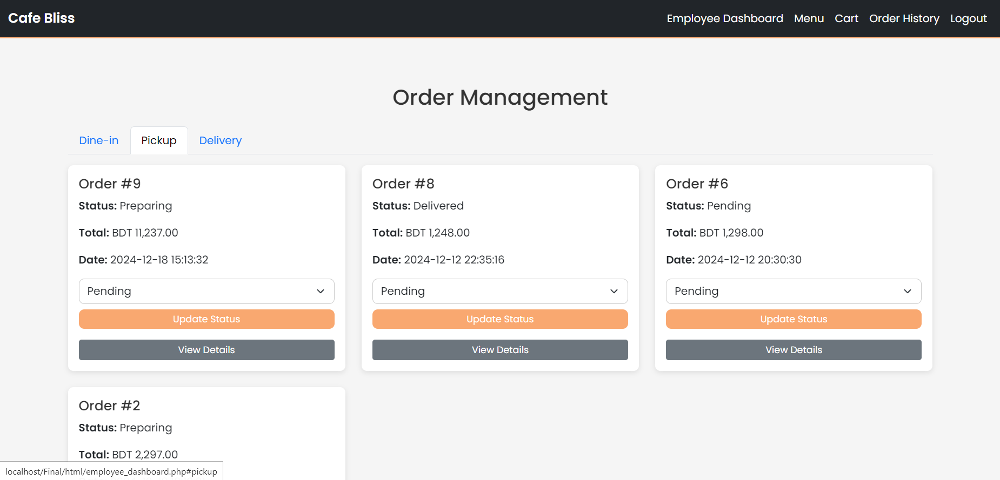 Cafe Bliss
Employee Dashboard Menu Cart Order History Logout
Order Management
Dine-in Pickup Delivery
Order #9
Status: Preparing
Total: BDT 11,237.00
Date: 2024-12-18 15:13:32
Pending
Update Status
View Details
Order #8
Status: Delivered
Total: BDT 1,248.00
Date: 2024-12-12 22:35:16
Pending
Update Status
View Details
Order #6
Status: Pending
Total: BDT 1,298.00
Date: 2024-12-12 20:30:30
Pending
Update Status
View Details
Order #2
Status: Preparing
Total: BDT 2,297.00
localhost/Final/html/employee_dashboard.php#pickup